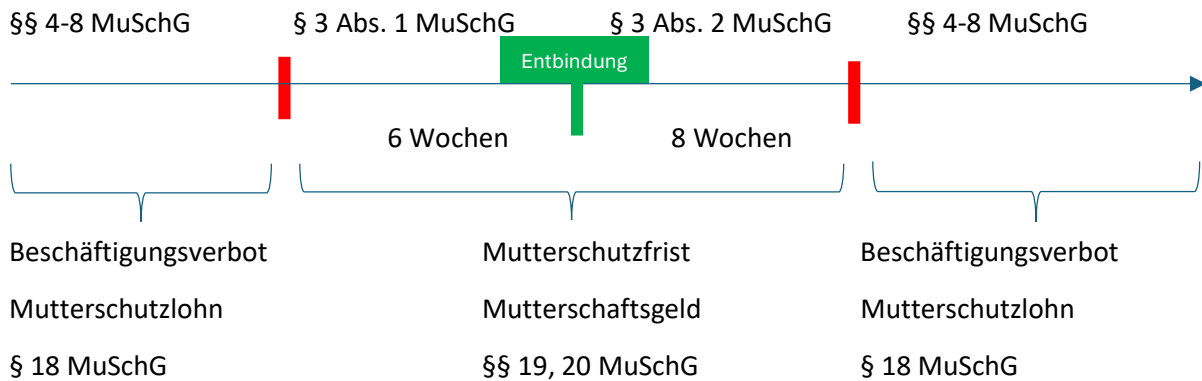 §§ 4-8 MuSchG § 3 Abs. 1 MuSchG § 3 Abs. 2 MuSchG §§ 4-8 MuSchG
Entbindung
6 Wochen 8 Wochen
Beschäftigungsverbot Mutterschutzfrist Beschäftigungsverbot
Mutterschutzlohn Mutterschaftsgeld Mutterschutzlohn
§ 18 MuSchG §§ 19, 20 MuSchG § 18 MuSchG